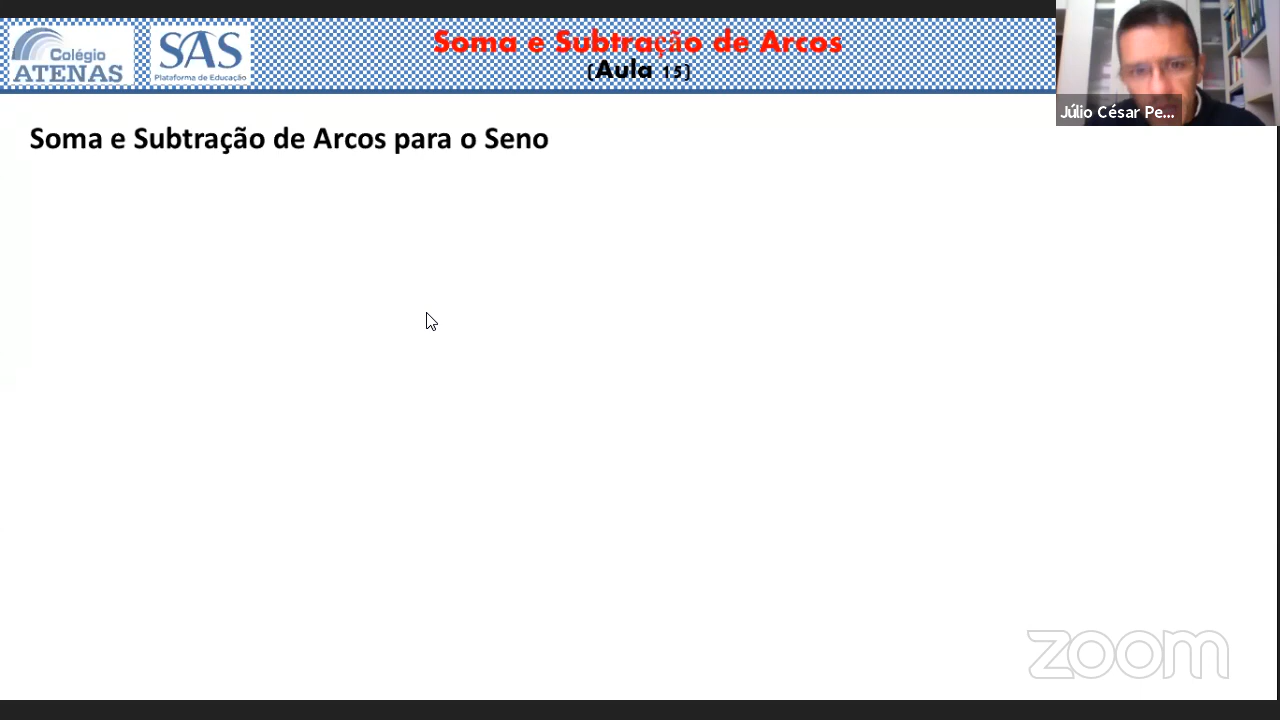 Colégio
ATENAS
SAS
Plataforma de Educação
Soma e Subtração de Arcos
(Aula 15)
Júlio César Pe...
Soma e Subtração de Arcos para o Seno
zoom